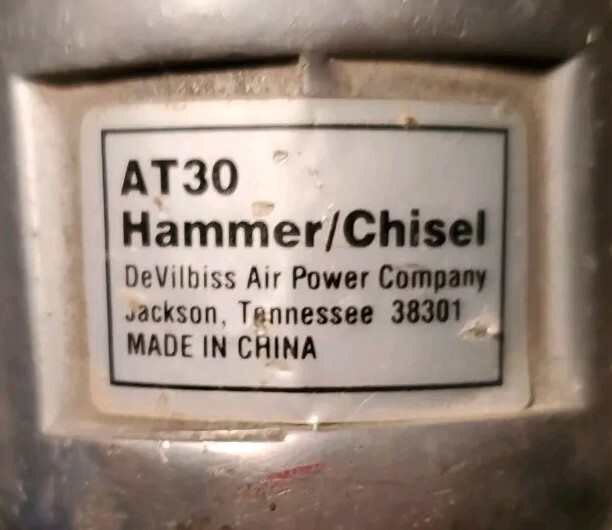 AT30
Hammer/Chisel
DeVilbiss Air Power Company
Jackson, Tennessee 38301
MADE IN CHINA